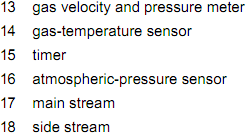 13 gas velocity and pressure meter
14 gas-temperature sensor
15 timer
16 atmospheric-pressure sensor
17 main stream
18 side stream